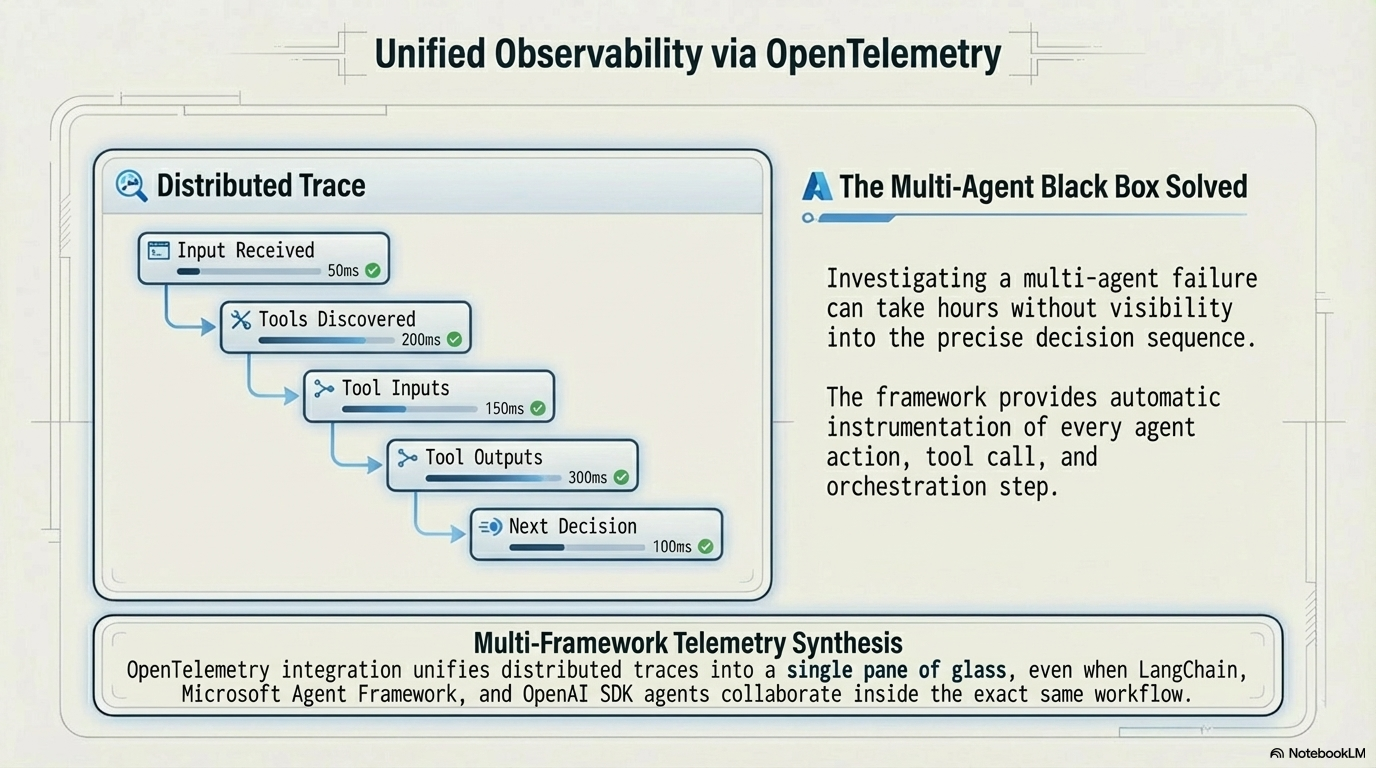 Unified Observability via OpenTelemetry
Distributed Trace
Input Received
50ms
Tools Discovered
200ms
Tool Inputs
150ms
Tool Outputs
300ms
Next Decision
100ms
The Multi-Agent Black Box Solved
Investigating a multi-agent failure
can take hours without visibility
into the precise decision sequence.
The framework provides automatic
instrumentation of every agent
action, tool call, and
orchestration step.
Multi-Framework Telemetry Synthesis
OpenTelemetry integration unifies distributed traces into a single pane of glass, even when LangChain,
Microsoft Agent Framework, and OpenAI SDK agents collaborate inside the exact same workflow.
NotebookLM